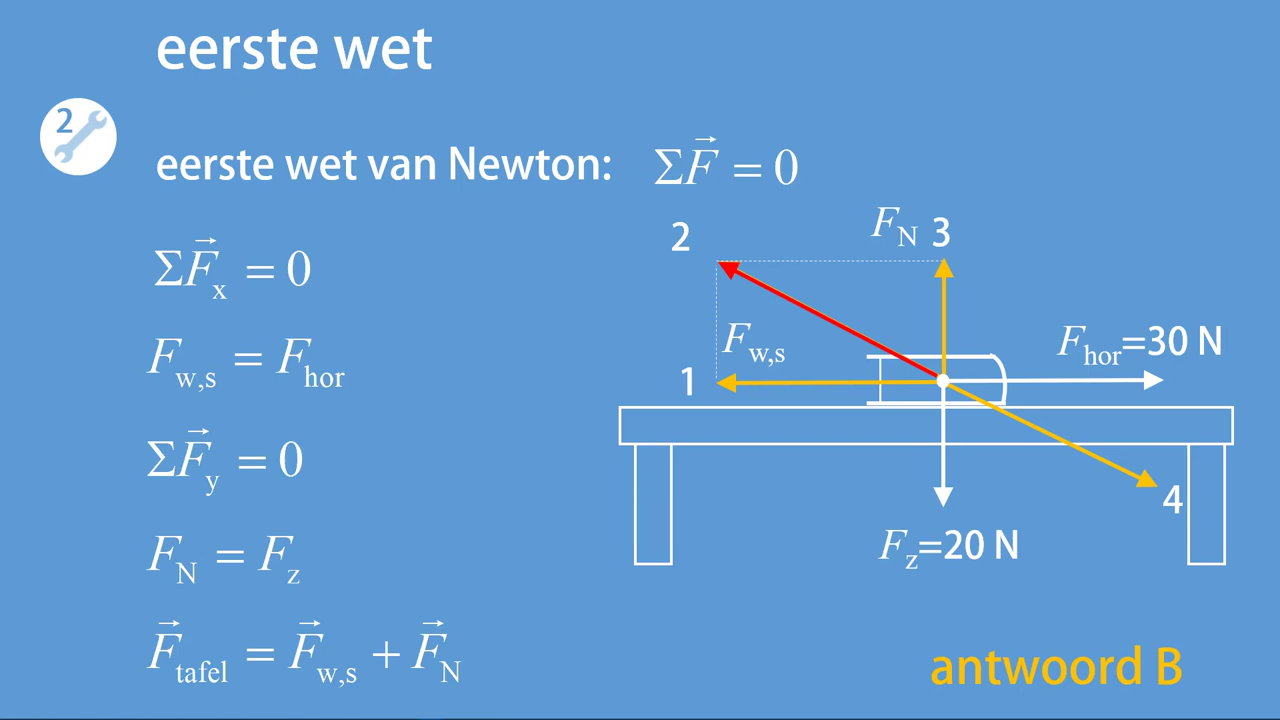 eerste wet
2
eerste wet van Newton: ΣF⃗ = 0
ΣF⃗x = 0
Fw,s = Fhor
ΣF⃗y = 0
FN = Fz
F⃗tafel = F⃗w,s + F⃗N
2
FN 3
Fw,s
Fhor=30 N
1
4
Fz=20 N
antwoord B